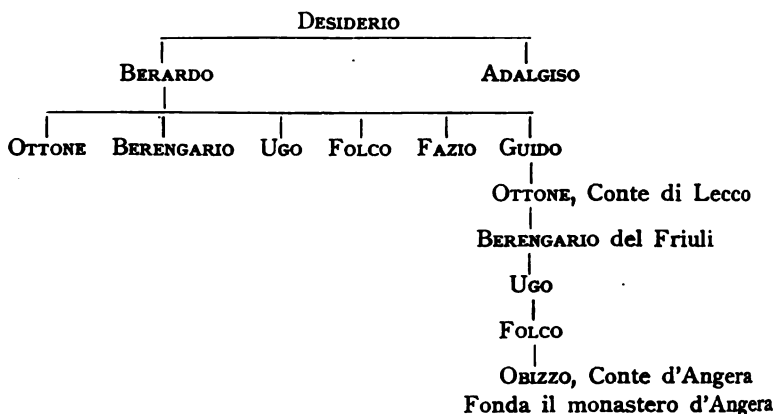 DESIDERIO
BERARDO ADALGISO
OTTONE BERENGARIO UGO FOLCO FAZIO GUIDO
OTTONE, Conte di Lecco
BERENGARIO del Friuli
UGO
FOLCO
OBIZZO, Conte d'Angera
Fonda il monastero d'Angera